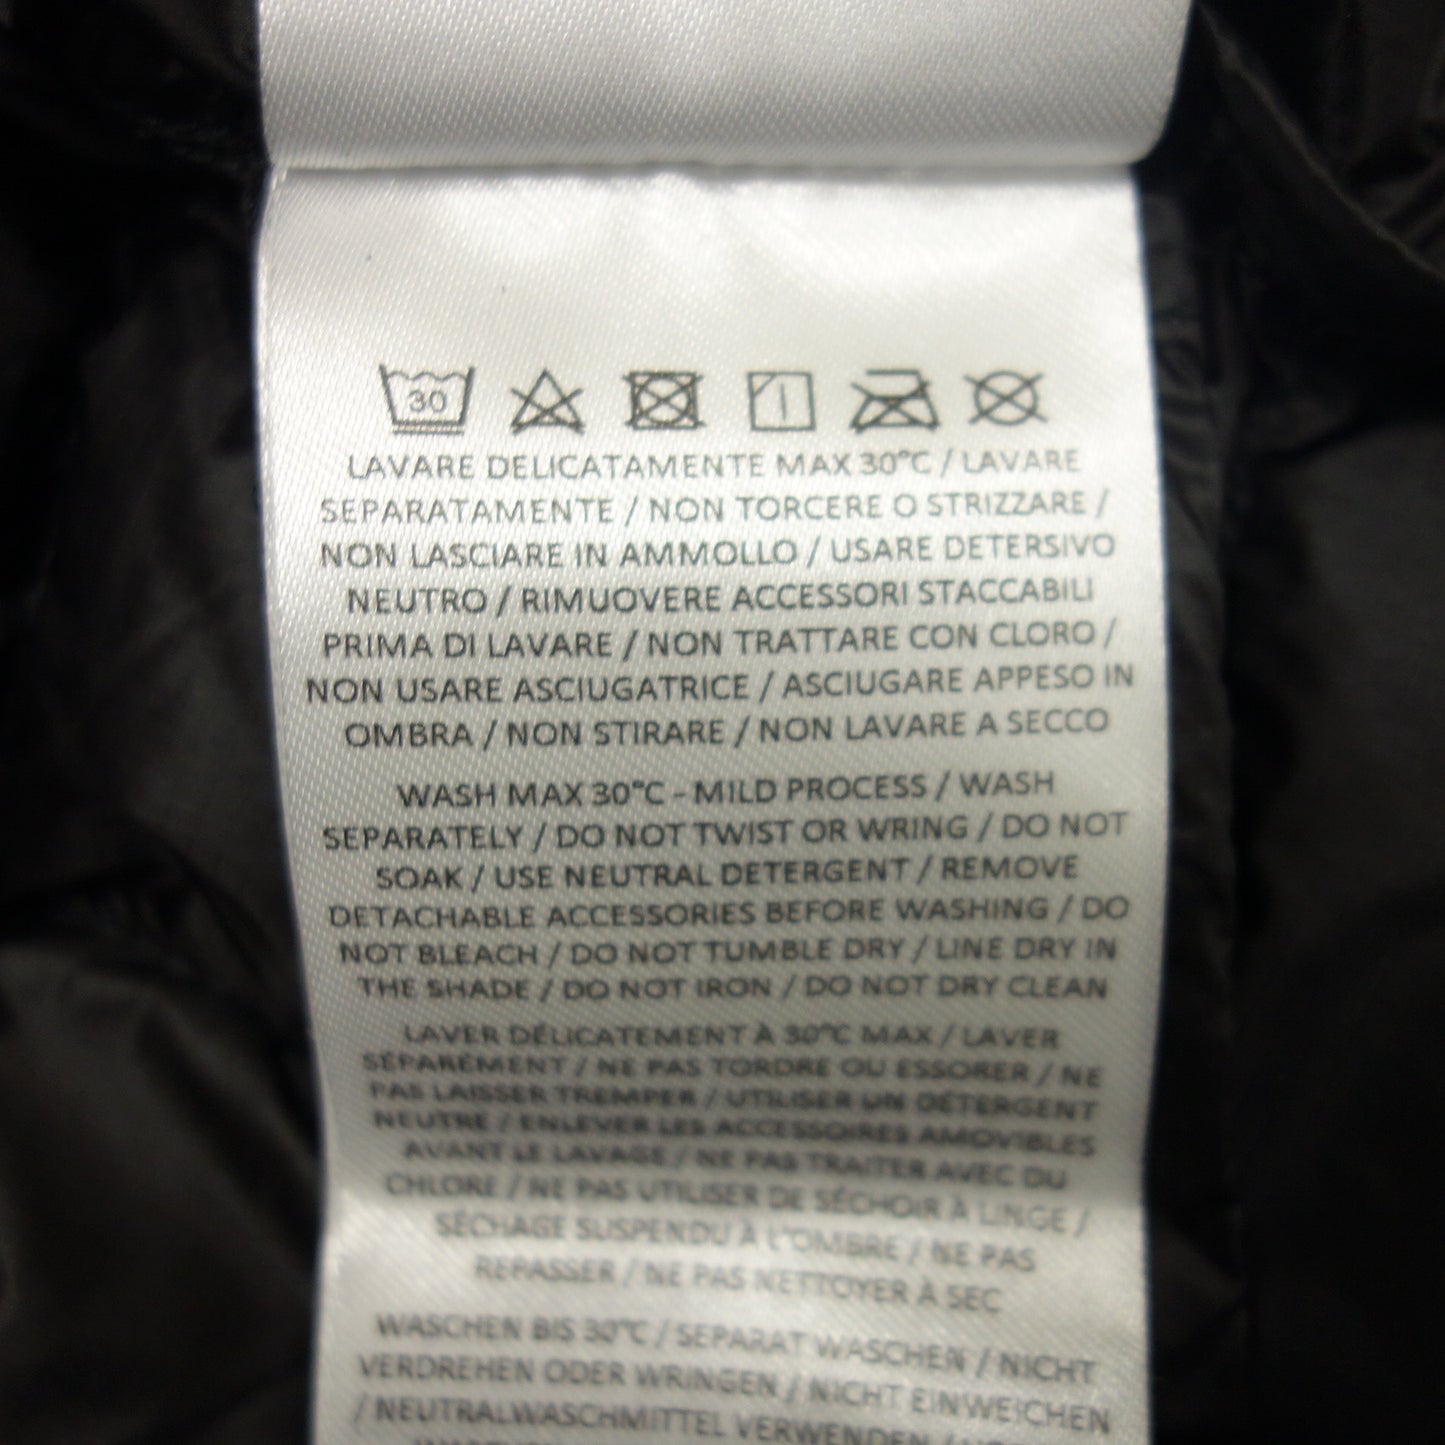 30
LAVARE DELICATAMENTE MAX 30°C / LAVARE
SEPARATAMENTE / NON TORCERE O STRIZZARE /
NON LASCIARE IN AMMOLLO / USARE DETERSIVO
NEUTRO / RIMUOVERE ACCESSORI STACCABILI
PRIMA DI LAVARE / NON TRATTARE CON CLORO /
NON USARE ASCIUGATRICE / ASCIUGARE APPESO IN
OMBRA / NON STIRARE / NON LAVARE A SECCO
WASH MAX 30°C - MILD PROCESS / WASH
SEPARATELY / DO NOT TWIST OR WRING / DO NOT
SOAK / USE NEUTRAL DETERGENT / REMOVE
DETACHABLE ACCESSORIES BEFORE WASHING / DO
NOT BLEACH / DO NOT TUMBLE DRY / LINE DRY IN
THE SHADE / DO NOT IRON / DO NOT DRY CLEAN
LAVER DÉLICATEMENT À 30°C MAX / LAVER
SÉPARÉMENT / NE PAS TORDRE OU ESSORER / NE
PAS LAISSER TREMPER / UTILISER UN DÉTERGENT
NEUTRE / ENLEVER LES ACCESSOIRES AMOVIBLES
AVANT LE LAVAGE / NE PAS TRAITER AVEC DU
CHLORE / NE PAS UTILISER DE SÉCHOIR À LINGE /
SÉCHAGE SUSPENDU À L'OMBRE / NE PAS
REPASSER / NE PAS NETTOYER À SEC
WASCHEN BIS 30°C / SEPARAT WASCHEN / NICHT
VERDREHEN ODER WRINGEN / NICHT EINWEICHEN
/ NEUTRALWASCHMITTEL VERWENDEN /